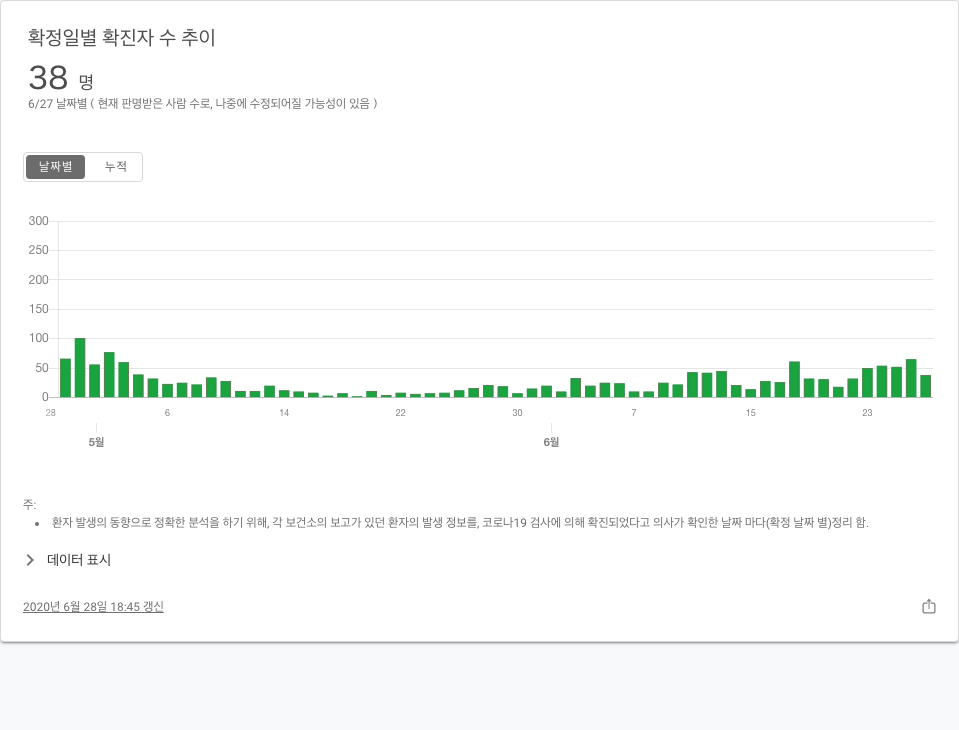 확정일별 확진자 수 추이
38 명
6/27 날짜별 ( 현재 판명받은 사람 수로, 나중에 수정되어질 가능성이 있음 )
날짜별 누적
300
250
200
150
100
50
0
28 6 14 22 30 7 15 23
5월 6월
주:
• 환자 발생의 동향으로 정확한 분석을 하기 위해, 각 보건소의 보고가 있던 환자의 발생 정보를, 코로나19 검사에 의해 확진되었다고 의사가 확인한 날짜 마다(확정 날짜 별)정리 함.
데이터 표시
2020년 6월 28일 18:45 갱신